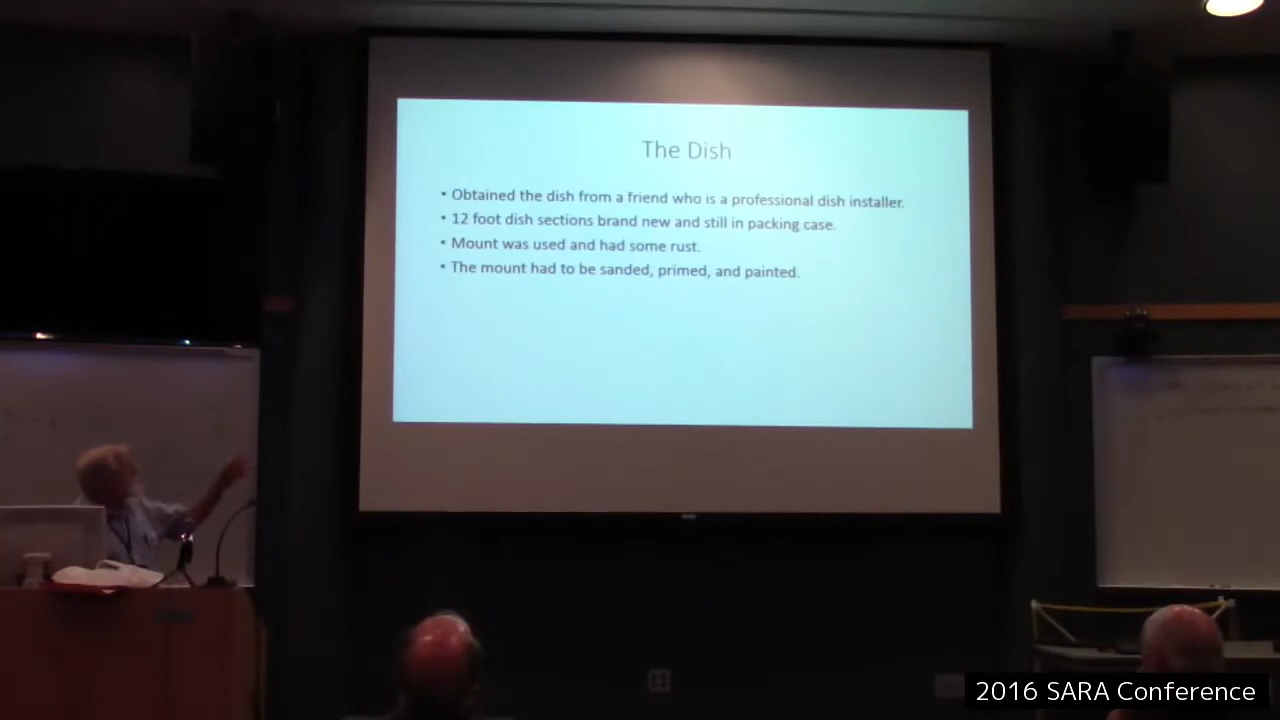 The Dish
• Obtained the dish from a friend who is a professional dish installer.
• 12 foot dish sections brand new and still in packing case.
• Mount was used and had some rust.
• The mount had to be sanded, primed, and painted.
2016 SARA Conference